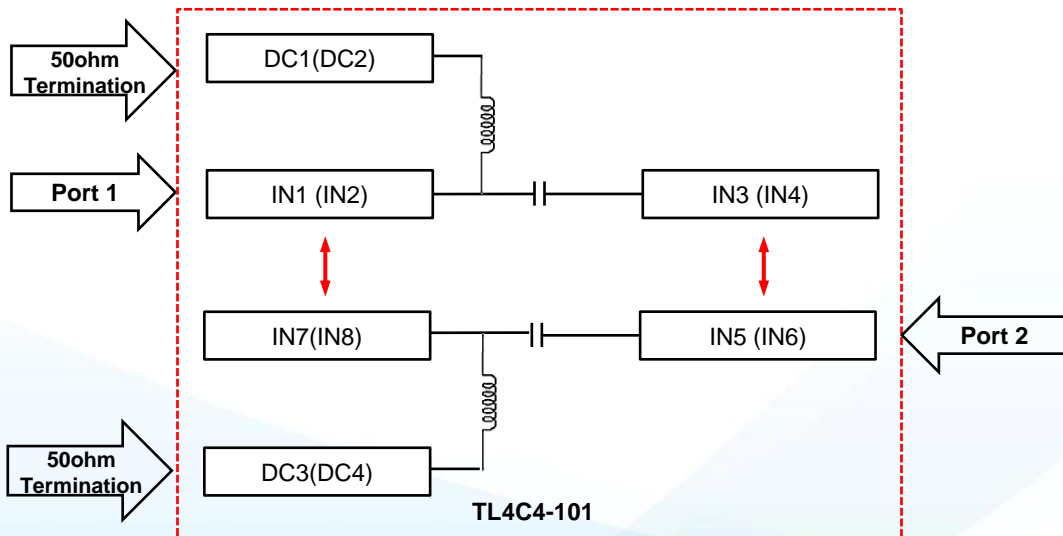 50ohm
Termination
DC1(DC2)
Port 1
IN1 (IN2)
IN3 (IN4)
IN7(IN8)
IN5 (IN6)
Port 2
50ohm
Termination
DC3(DC4)
TL4C4-101